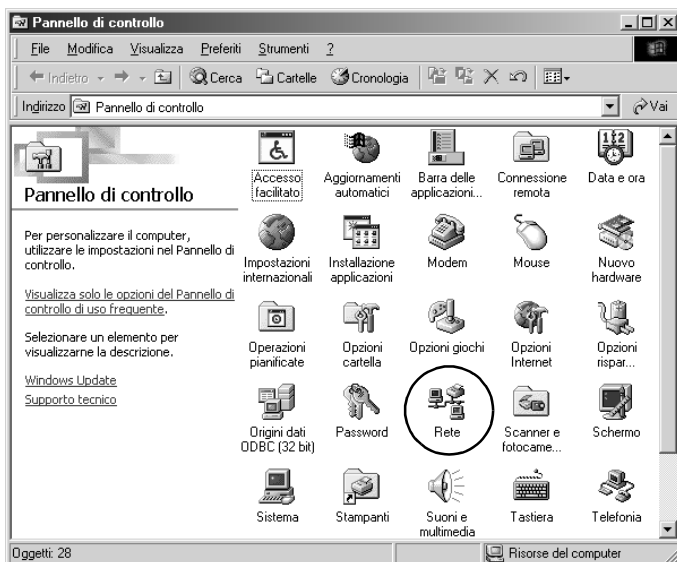 Pannello di controllo
File Modifica Visualizza Preferiti Strumenti ?
Indietro Cerca Cartelle Cronologia
Indirizzo Pannello di controllo Vai
Pannello di controllo
Per personalizzare il computer,
utilizzare le impostazioni nel Pannello di
controllo.
Visualizza solo le opzioni del Pannello di
controllo di uso frequente.
Selezionare un elemento per
visualizzarne la descrizione.
Windows Update
Supporto tecnico
Accesso facilitato
Aggiornamenti automatici
Barra delle applicazioni...
Connessione remota
Data e ora
Impostazioni internazionali
Installazione applicazioni
Modem
Mouse
Nuovo hardware
Operazioni pianificate
Opzioni cartella
Opzioni giochi
Opzioni Internet
Opzioni rispar...
Origini dati ODBC (32 bit)
Password
Rete
Scanner e fotocame...
Schermo
Sistema
Stampanti
Suoni e multimedia
Tastiera
Telefonia
Oggetti: 28
Risorse del computer